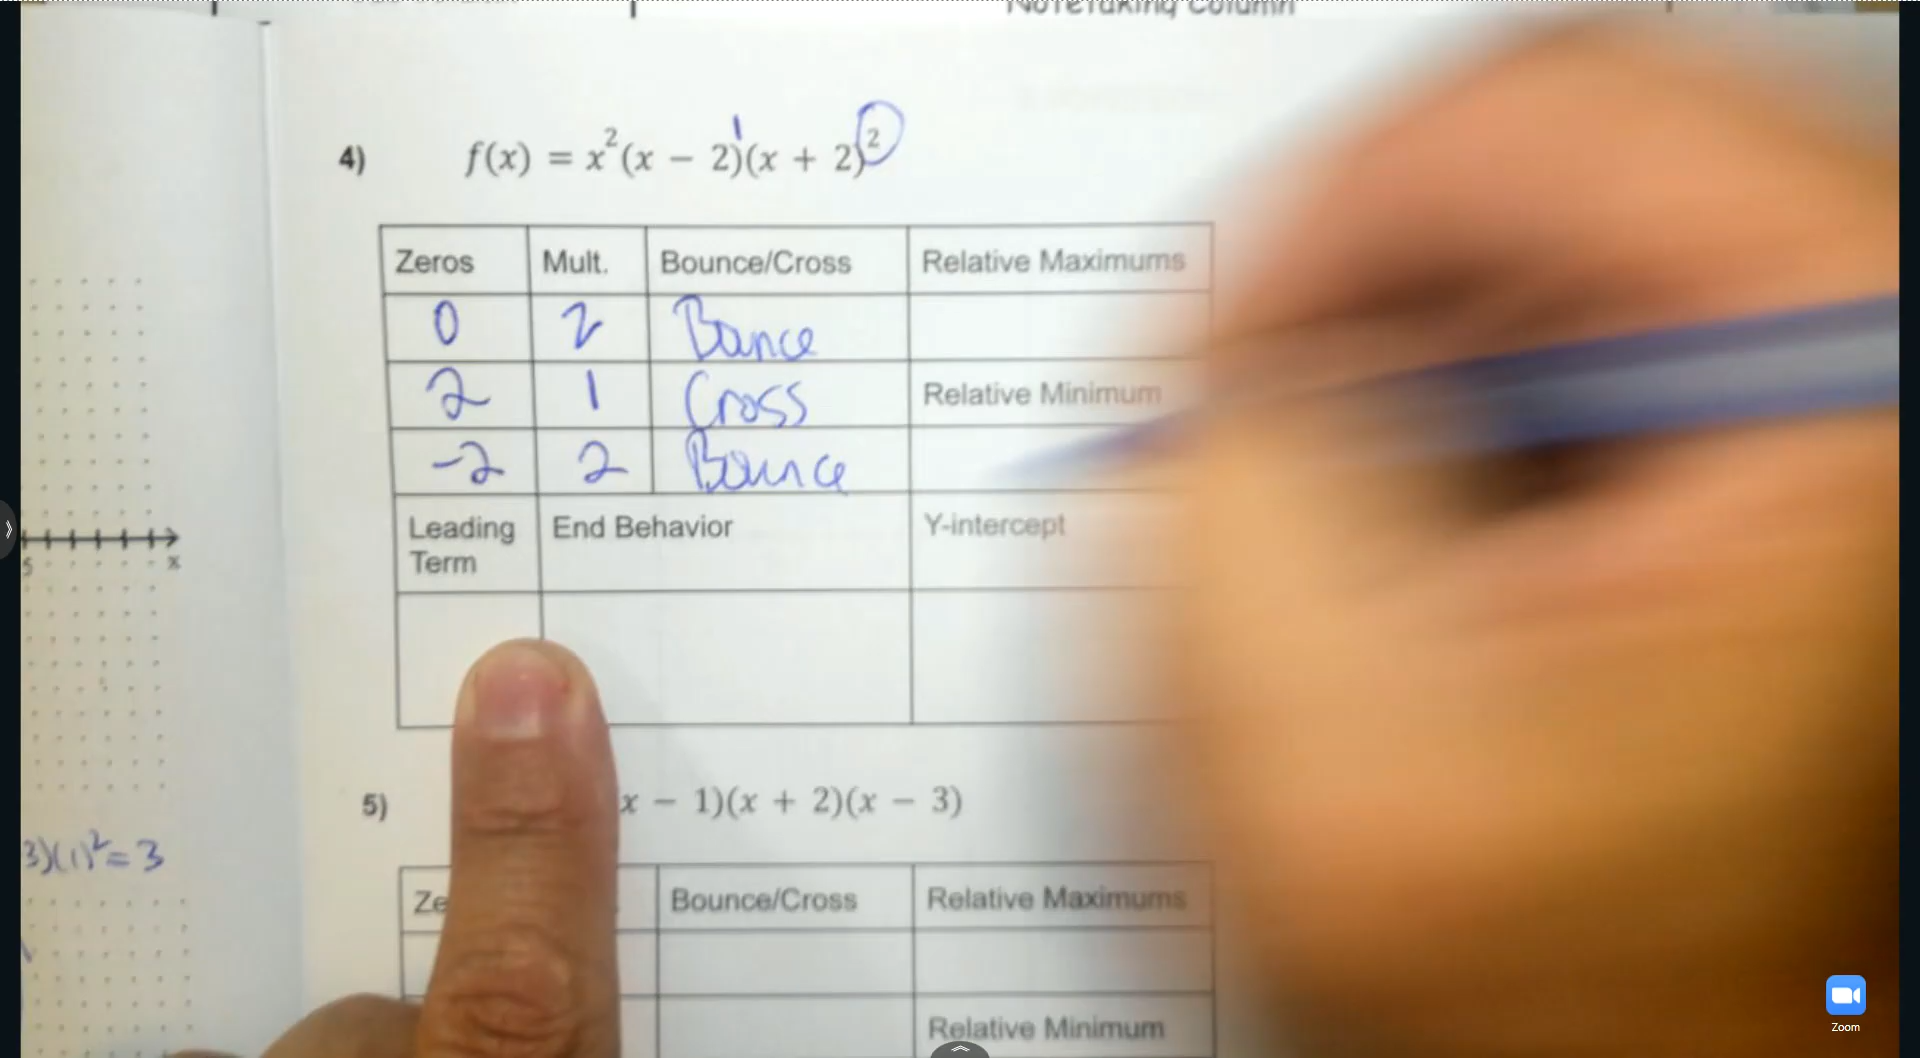 NoteTaking Column
4) f(x) = x²(x − 2)¹(x + 2)²
Zeros Mult. Bounce/Cross Relative Maximums
0 2 Bounce
2 1 Cross Relative Minimum
-2 2 Bounce
Leading Term End Behavior Y-intercept
5) x − 1)(x + 2)(x − 3)
Ze Bounce/Cross Relative Maximums
Relative Minimum
5 x
3)(1)²= 3
Zoom